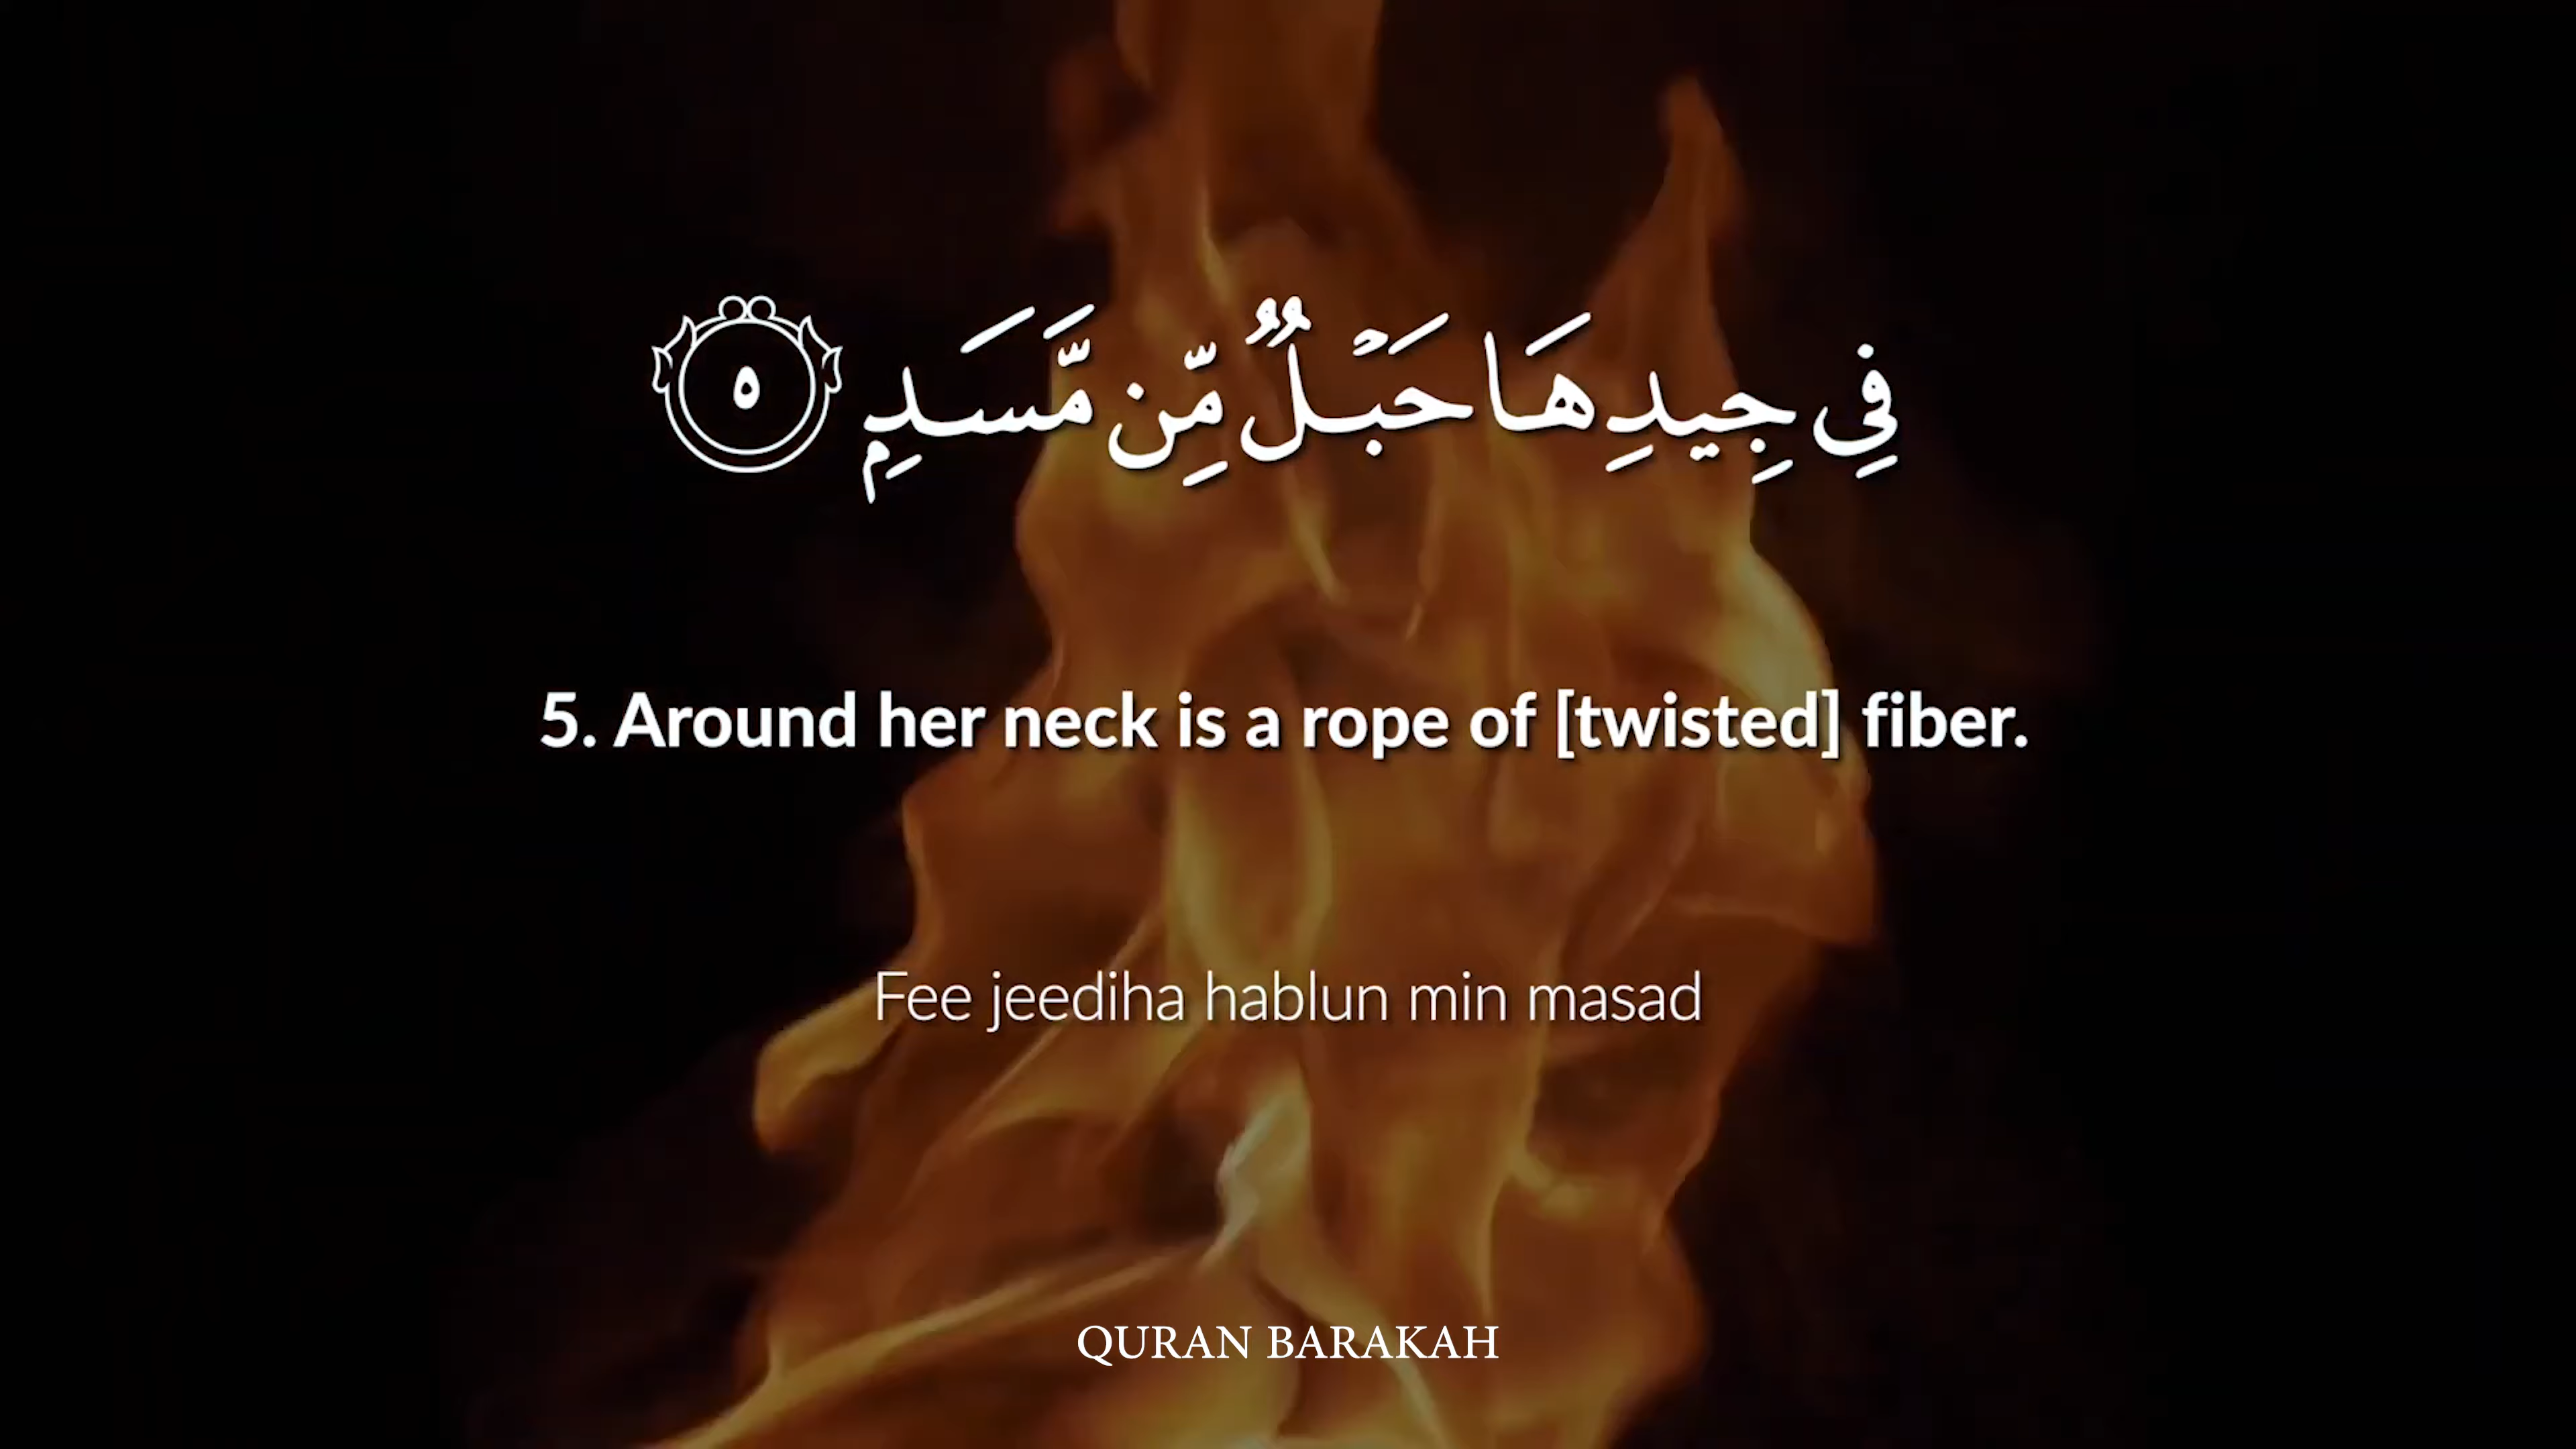 فِي جِيدِهَا حَبْلٌ مِّن مَّسَدِۭ ٥
5. Around her neck is a rope of [twisted] fiber.
Fee jeediha hablun min masad
QURAN BARAKAH